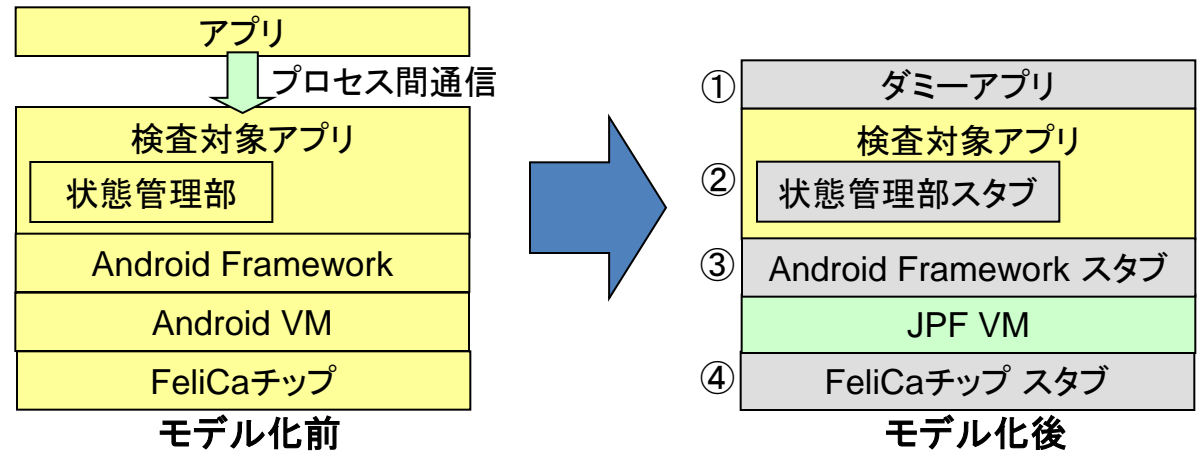 アプリ
プロセス間通信
検査対象アプリ
状態管理部
Android Framework
Android VM
FeliCaチップ
モデル化前
① ダミーアプリ
検査対象アプリ
② 状態管理部スタブ
③ Android Framework スタブ
JPF VM
④ FeliCaチップ スタブ
モデル化後